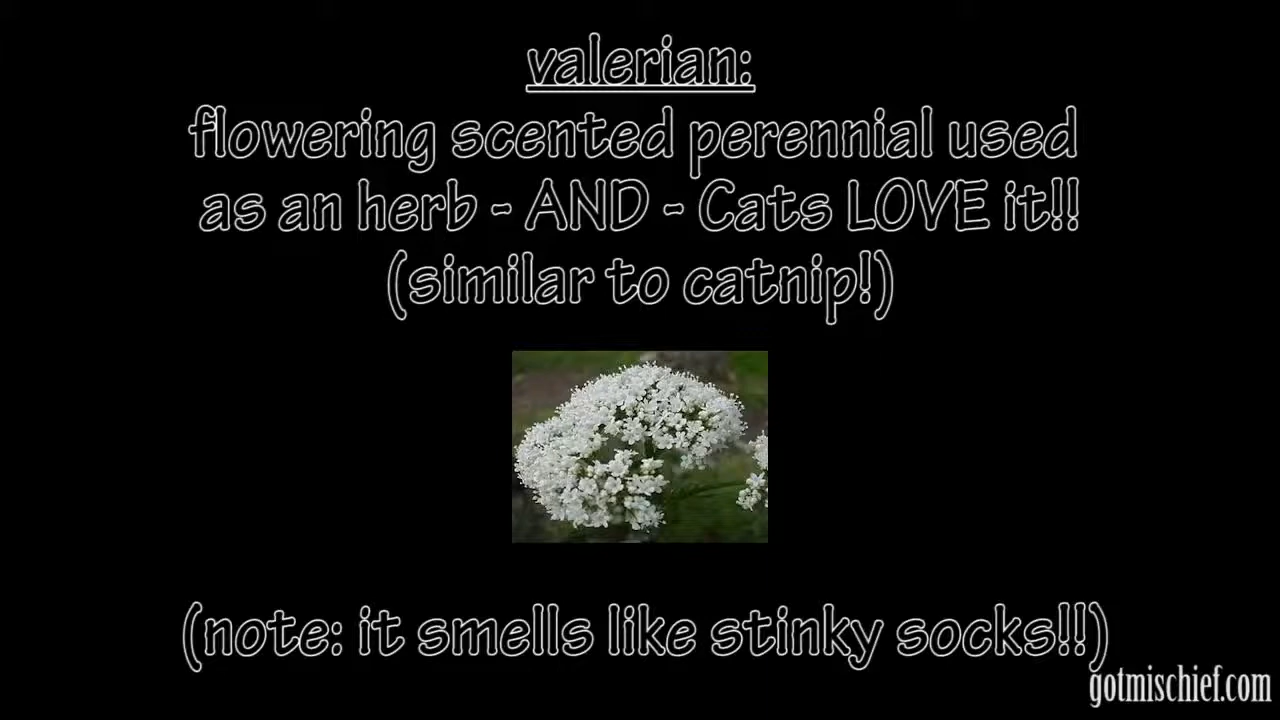 valerian:
flowering scented perennial used
as an herb - AND - Cats LOVE it!!
(similar to catnip!)
(note: it smells like stinky socks!!)
gotmischief.com